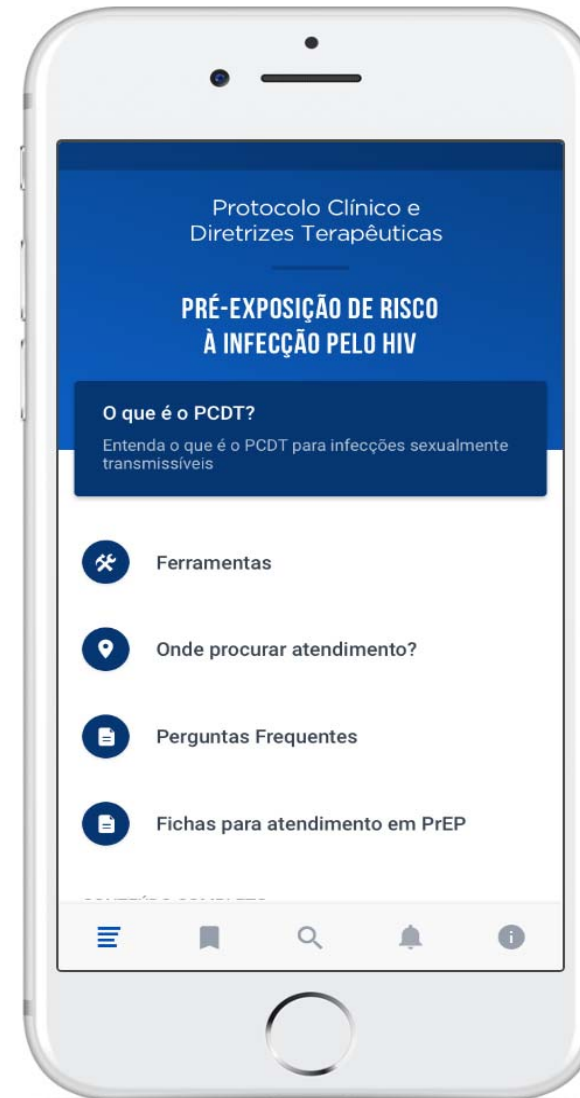 Protocolo Clínico e
Diretrizes Terapêuticas
PRÉ-EXPOSIÇÃO DE RISCO
À INFECÇÃO PELO HIV
O que é o PCDT?
Entenda o que é o PCDT para infecções sexualmente
transmissíveis
Ferramentas
Onde procurar atendimento?
Perguntas Frequentes
Fichas para atendimento em PrEP